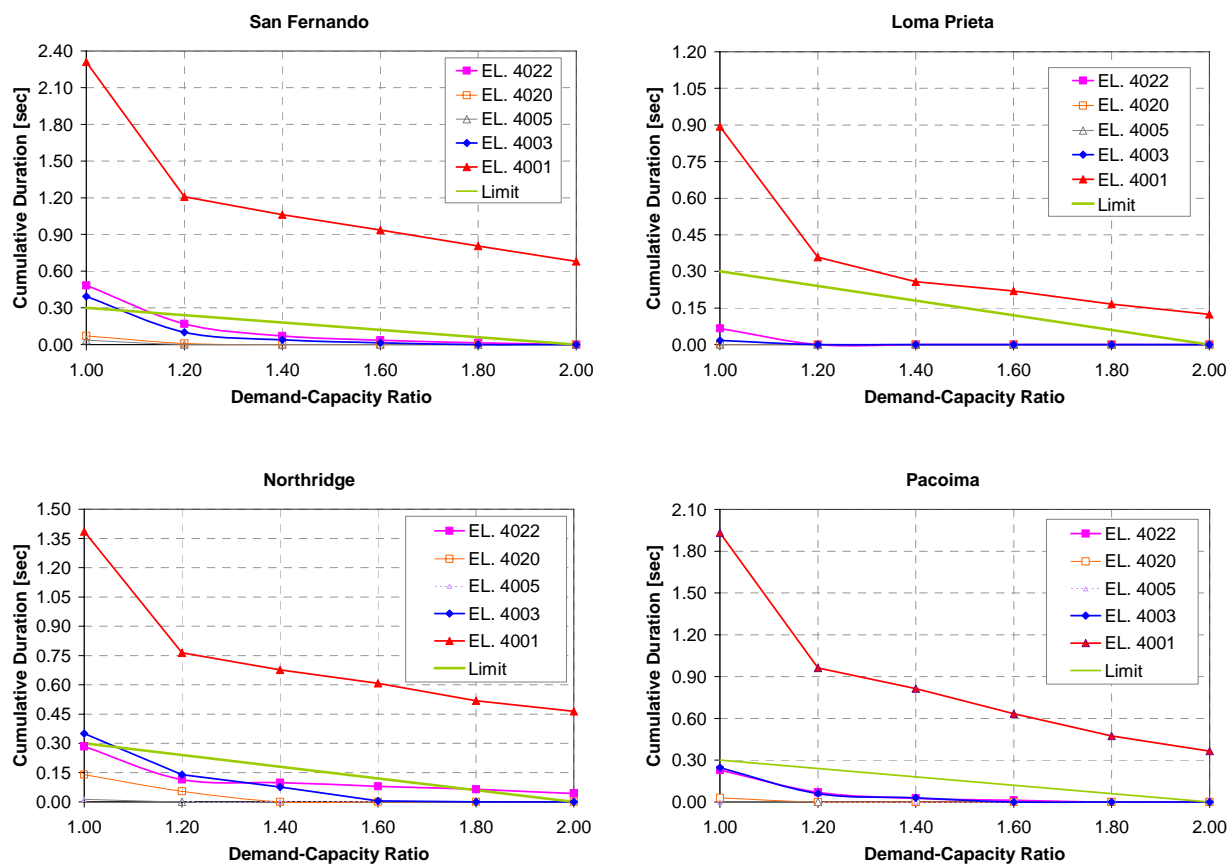 San Fernando
Cumulative Duration [sec]
2.40
2.10
1.80
1.50
1.20
0.90
0.60
0.30
0.00
EL. 4022
EL. 4020
EL. 4005
EL. 4003
EL. 4001
Limit
1.00 1.20 1.40 1.60 1.80 2.00
Demand-Capacity Ratio
Loma Prieta
Cumulative Duration [sec]
1.20
1.05
0.90
0.75
0.60
0.45
0.30
0.15
0.00
EL. 4022
EL. 4020
EL. 4005
EL. 4003
EL. 4001
Limit
1.00 1.20 1.40 1.60 1.80 2.00
Demand-Capacity Ratio
Northridge
Cumulative Duration [sec]
1.50
1.35
1.20
1.05
0.90
0.75
0.60
0.45
0.30
0.15
0.00
EL. 4022
EL. 4020
EL. 4005
EL. 4003
EL. 4001
Limit
1.00 1.20 1.40 1.60 1.80 2.00
Demand-Capacity Ratio
Pacoima
Cumulative Duration [sec]
2.10
1.80
1.50
1.20
0.90
0.60
0.30
0.00
EL. 4022
EL. 4020
EL. 4005
EL. 4003
EL. 4001
Limit
1.00 1.20 1.40 1.60 1.80 2.00
Demand-Capacity Ratio